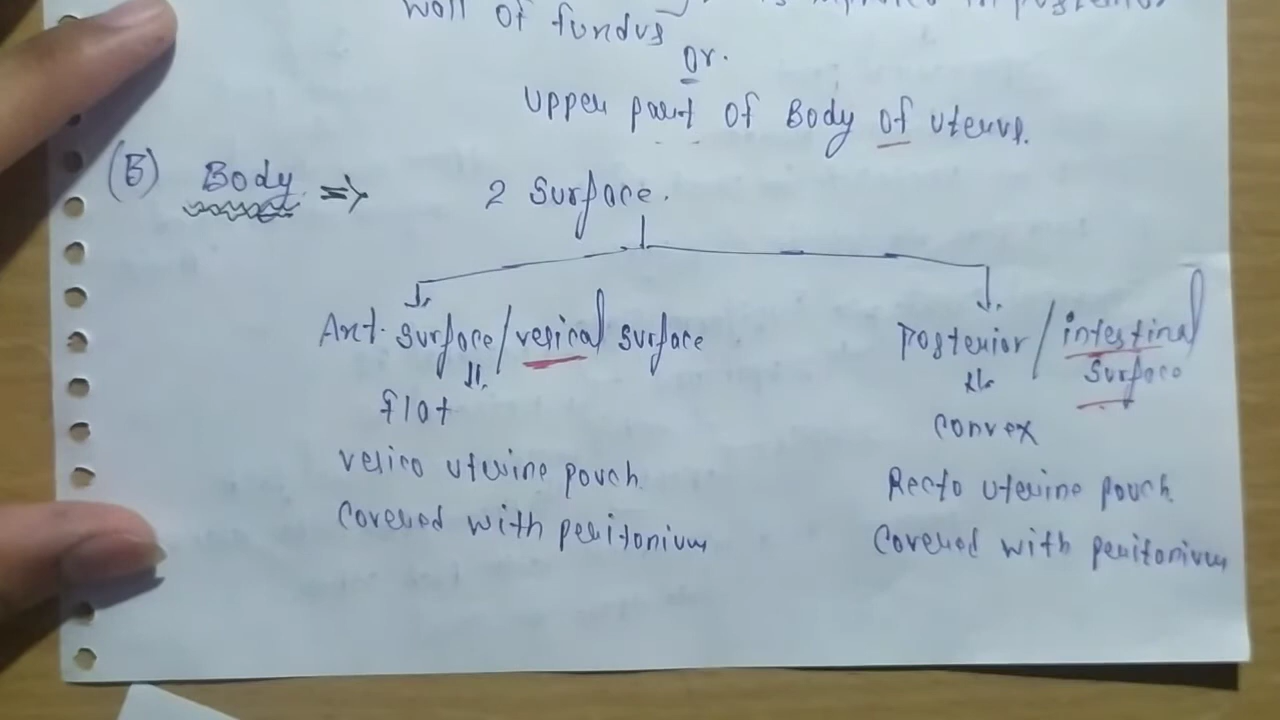 wall of fundus
Or.
Upper part of Body of uterus.
(B) Body => 2 Surface.
Ant. Surface/vesical surface
flat
vesico uterine pouch.
Covered with peritonium
Posterior/intestinal
Surface
Convex
Recto uterine pouch
Covered with peritonium